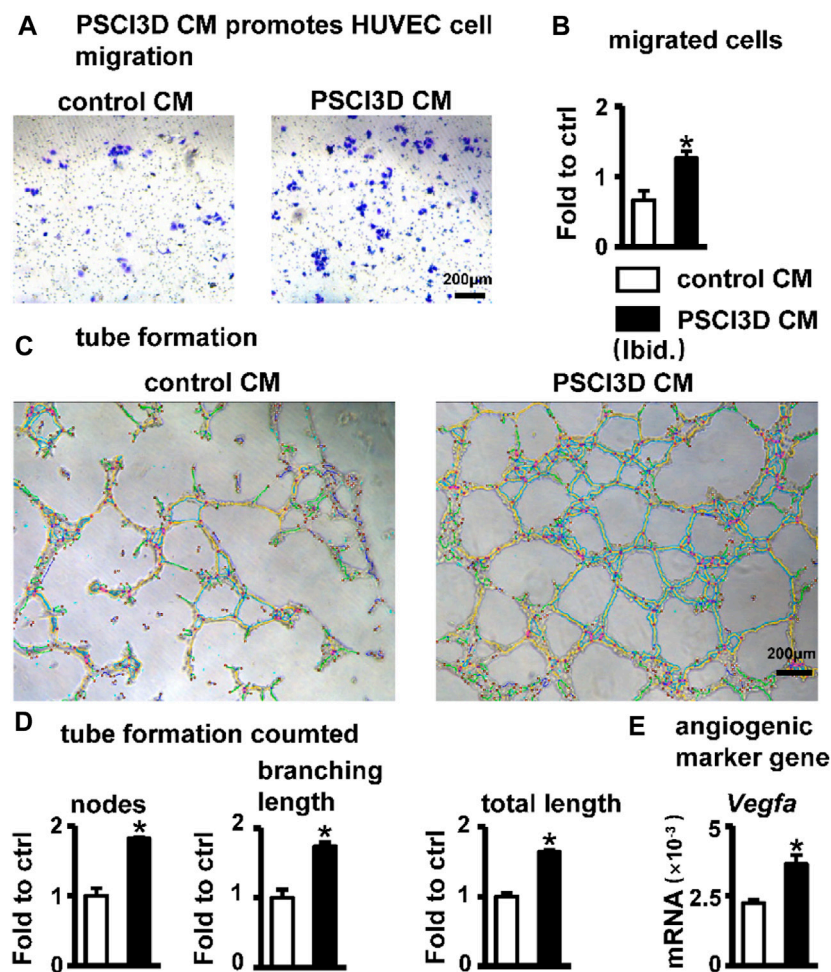 A PSCI3D CM promotes HUVEC cell
migration
control CM PSCI3D CM
200μm
B migrated cells
Fold to ctrl
2
1
0
*
control CM
PSCI3D CM
(Ibid.)
C tube formation
control CM PSCI3D CM
200μm
D tube formation coumted
nodes
Fold to ctrl
2
1
0
*
branching
length
Fold to ctrl
2
1
0
*
total length
Fold to ctrl
2
1
0
*
E angiogenic
marker gene
Vegfa
mRNA (×10⁻³)
5
2.5
0
*